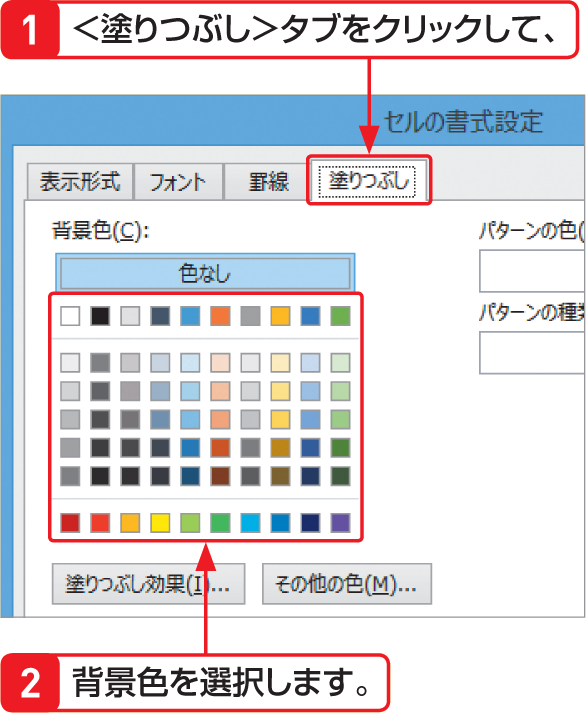 1 <塗りつぶし>タブをクリックして、
セルの書式設定
表示形式 フォント 罫線 塗りつぶし
背景色(C):
パターンの色(
色なし
パターンの種
塗りつぶし効果(I)...
その他の色(M)...
2 背景色を選択します。